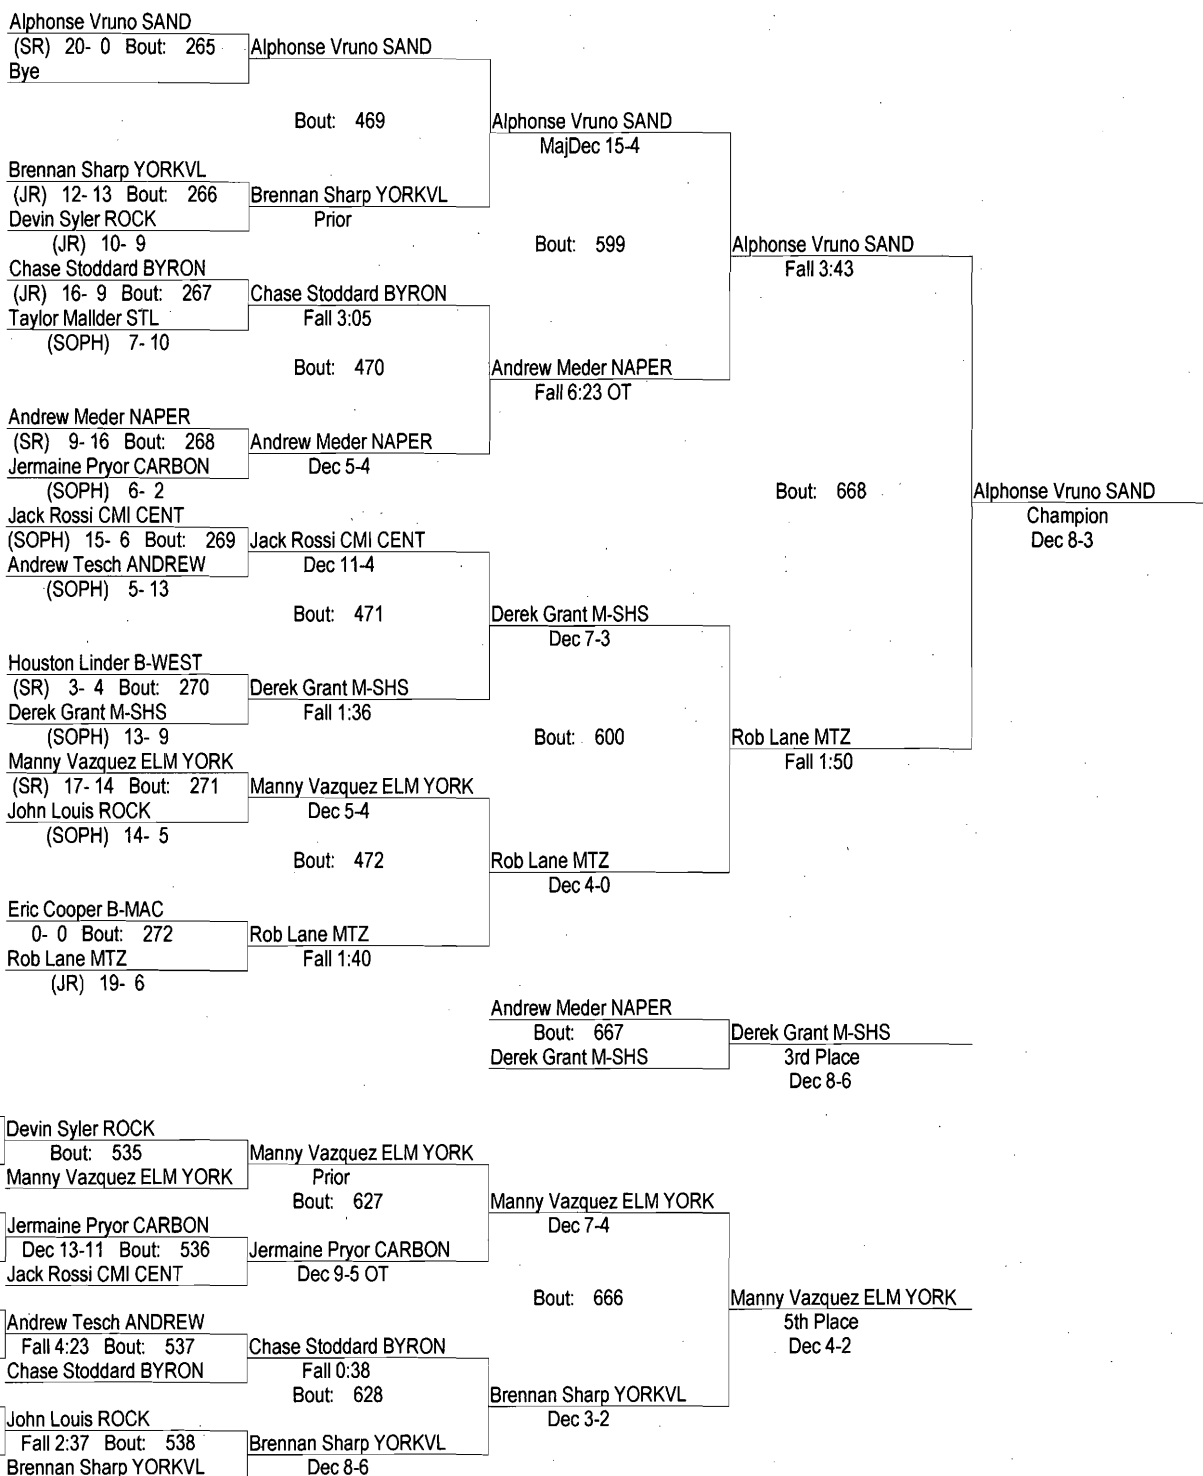 Alphonse Vruno SAND
(SR) 20- 0 Bout: 265
Bye
Alphonse Vruno SAND
Bout: 469
Brennan Sharp YORKVL
(JR) 12- 13 Bout: 266
Devin Syler ROCK
(JR) 10- 9
Brennan Sharp YORKVL
Prior
Alphonse Vruno SAND
MajDec 15-4
Bout: 599
Chase Stoddard BYRON
(JR) 16- 9 Bout: 267
Taylor Mallder STL
(SOPH) 7- 10
Chase Stoddard BYRON
Fall 3:05
Bout: 470
Andrew Meder NAPER
(SR) 9- 16 Bout: 268
Jermaine Pryor CARBON
(SOPH) 6- 2
Andrew Meder NAPER
Dec 5-4
Andrew Meder NAPER
Fall 6:23 OT
Alphonse Vruno SAND
Fall 3:43
Bout: 668
Alphonse Vruno SAND
Champion
Dec 8-3
Jack Rossi CMI CENT
(SOPH) 15- 6 Bout: 269
Andrew Tesch ANDREW
(SOPH) 5- 13
Jack Rossi CMI CENT
Dec 11-4
Bout: 471
Houston Linder B-WEST
(SR) 3- 4 Bout: 270
Derek Grant M-SHS
(SOPH) 13- 9
Derek Grant M-SHS
Fall 1:36
Derek Grant M-SHS
Dec 7-3
Bout: 600
Manny Vazquez ELM YORK
(SR) 17- 14 Bout: 271
John Louis ROCK
(SOPH) 14- 5
Manny Vazquez ELM YORK
Dec 5-4
Bout: 472
Eric Cooper B-MAC
0- 0 Bout: 272
Rob Lane MTZ
(JR) 19- 6
Rob Lane MTZ
Fall 1:40
Rob Lane MTZ
Dec 4-0
Rob Lane MTZ
Fall 1:50
Andrew Meder NAPER
Bout: 667
Derek Grant M-SHS
Derek Grant M-SHS
3rd Place
Dec 8-6
Devin Syler ROCK
Bout: 535
Manny Vazquez ELM YORK
Manny Vazquez ELM YORK
Prior
Bout: 627
Jermaine Pryor CARBON
Dec 13-11 Bout: 536
Jack Rossi CMI CENT
Jermaine Pryor CARBON
Dec 9-5 OT
Manny Vazquez ELM YORK
Dec 7-4
Bout: 666
Andrew Tesch ANDREW
Fall 4:23 Bout: 537
Chase Stoddard BYRON
Chase Stoddard BYRON
Fall 0:38
Bout: 628
John Louis ROCK
Fall 2:37 Bout: 538
Brennan Sharp YORKVL
Brennan Sharp YORKVL
Dec 8-6
Brennan Sharp YORKVL
Dec 3-2
Manny Vazquez ELM YORK
5th Place
Dec 4-2